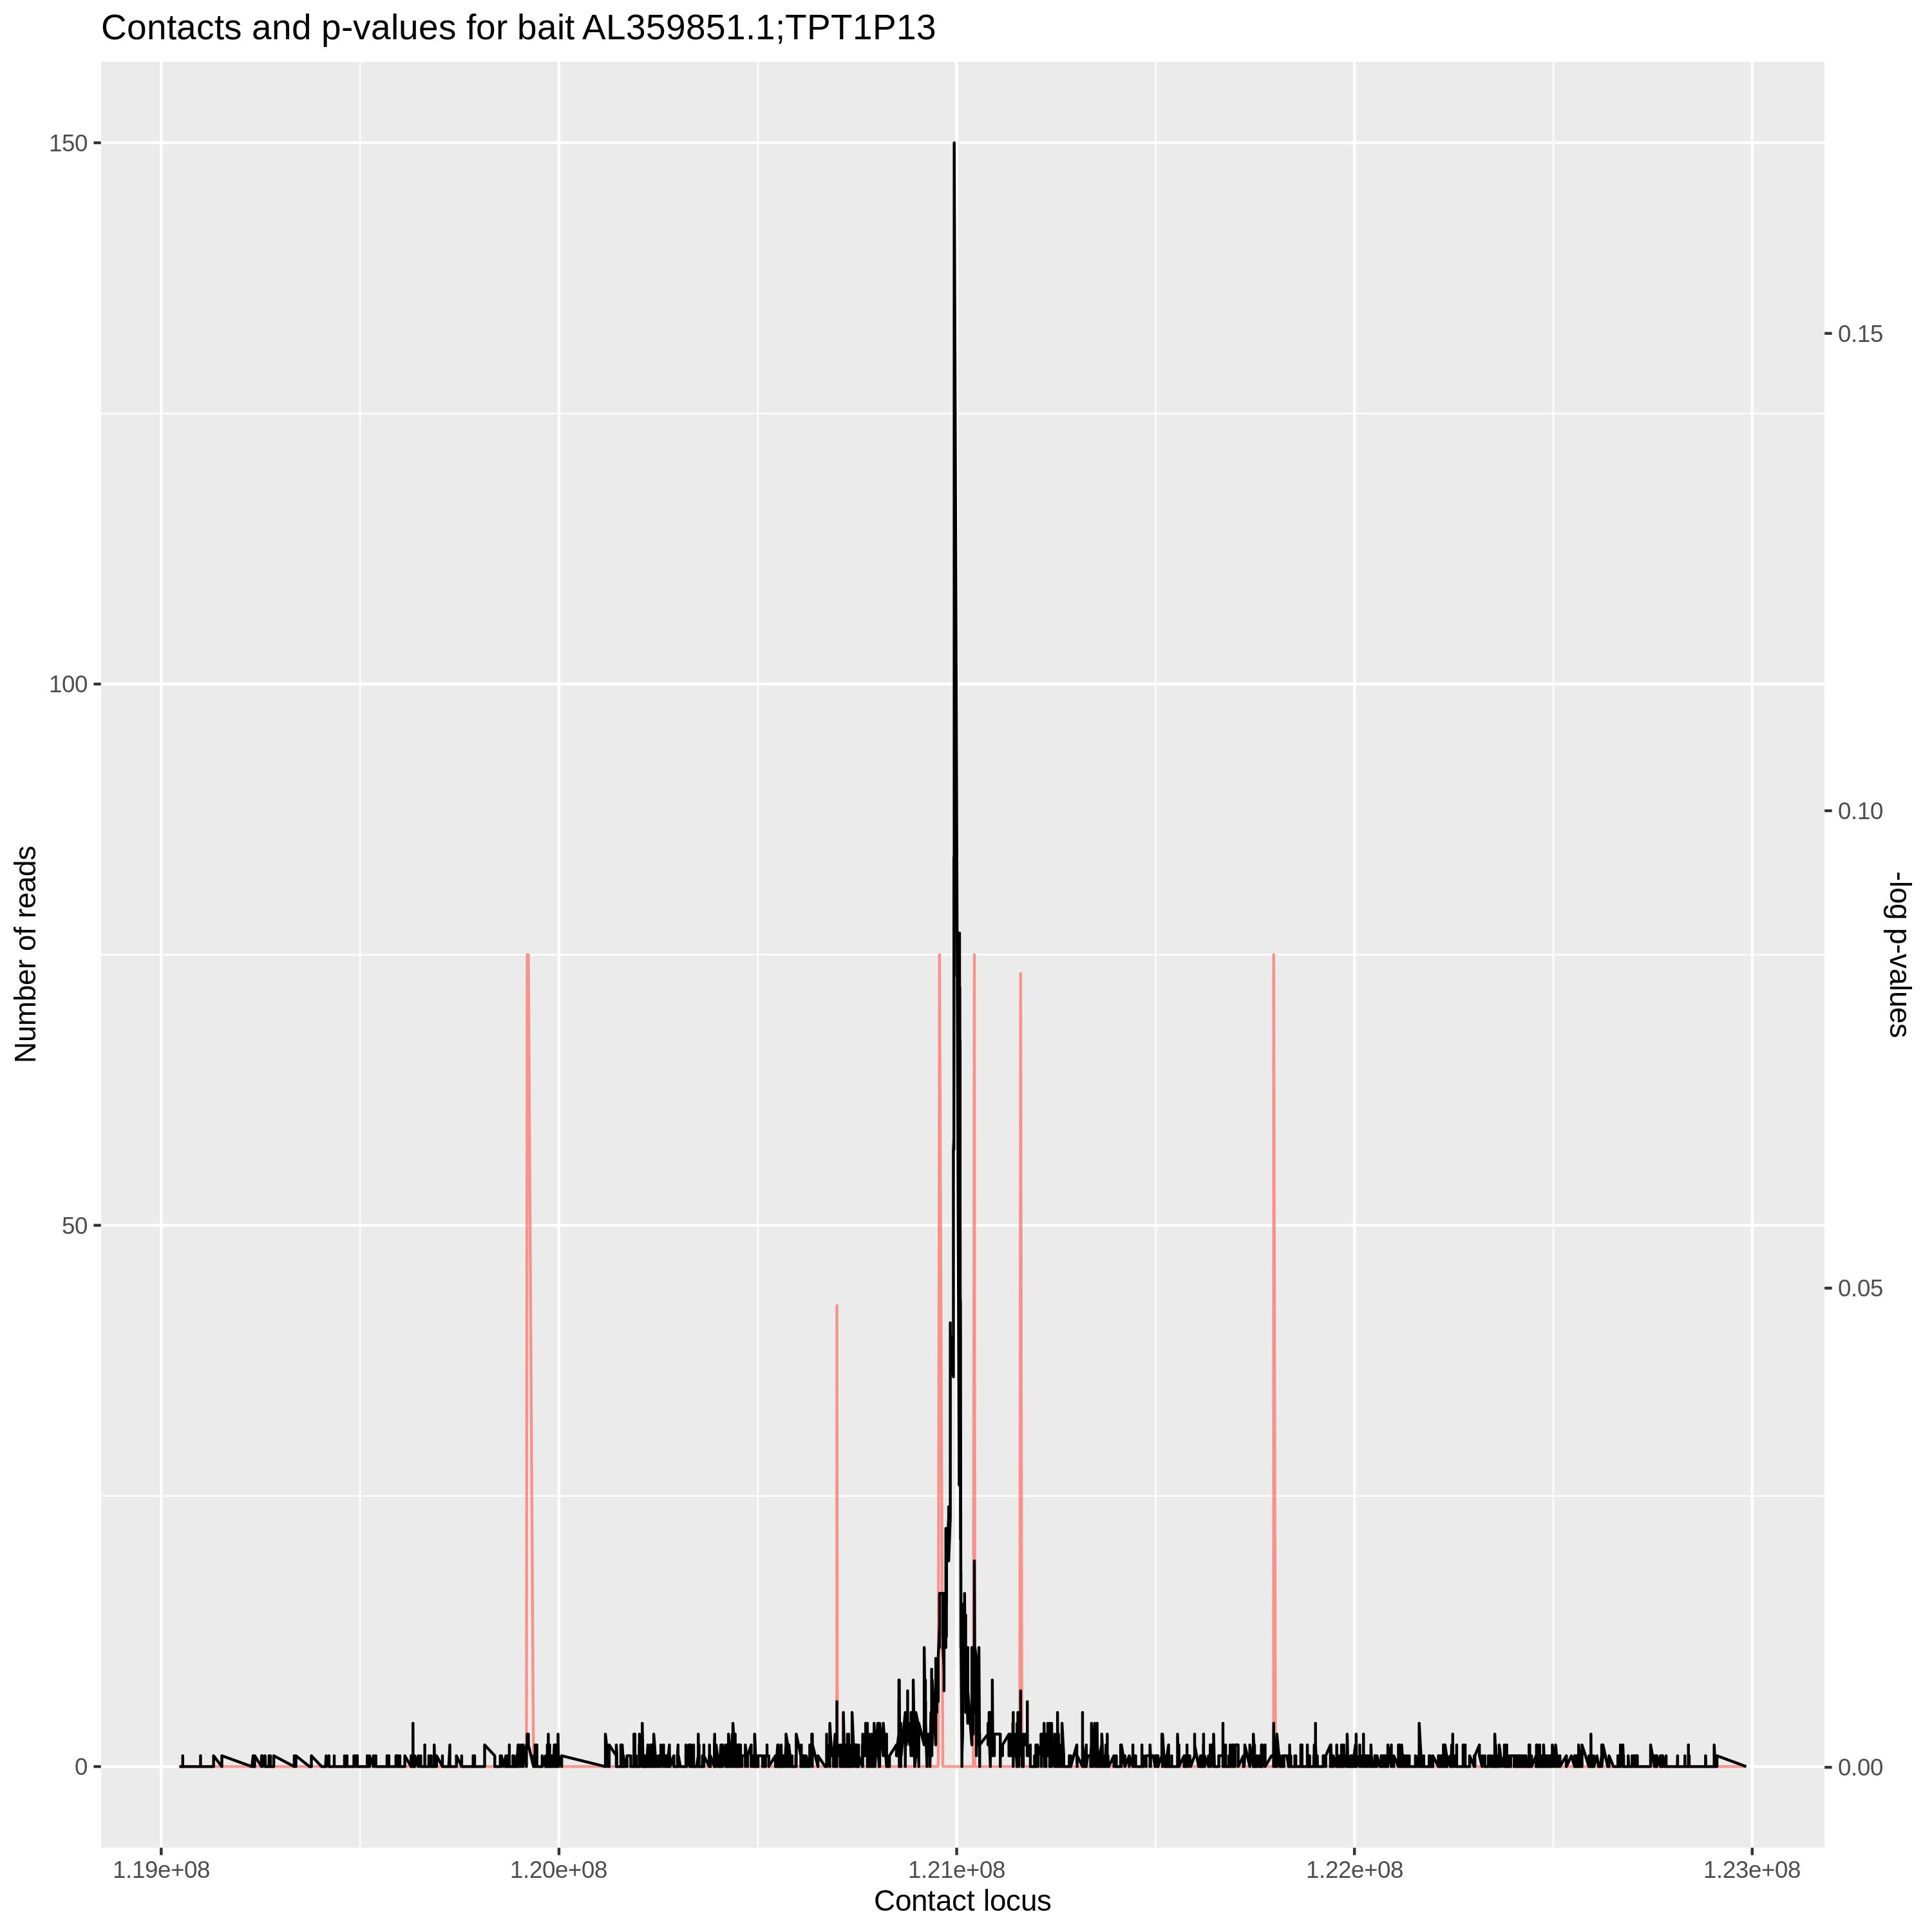 Contacts and p-values for bait AL359851.1;TPT1P13
150
100
50
0
Number of reads
0.15
0.10
0.05
0.00
-log p-values
1.19e+08 1.20e+08 1.21e+08 1.22e+08 1.23e+08
Contact locus